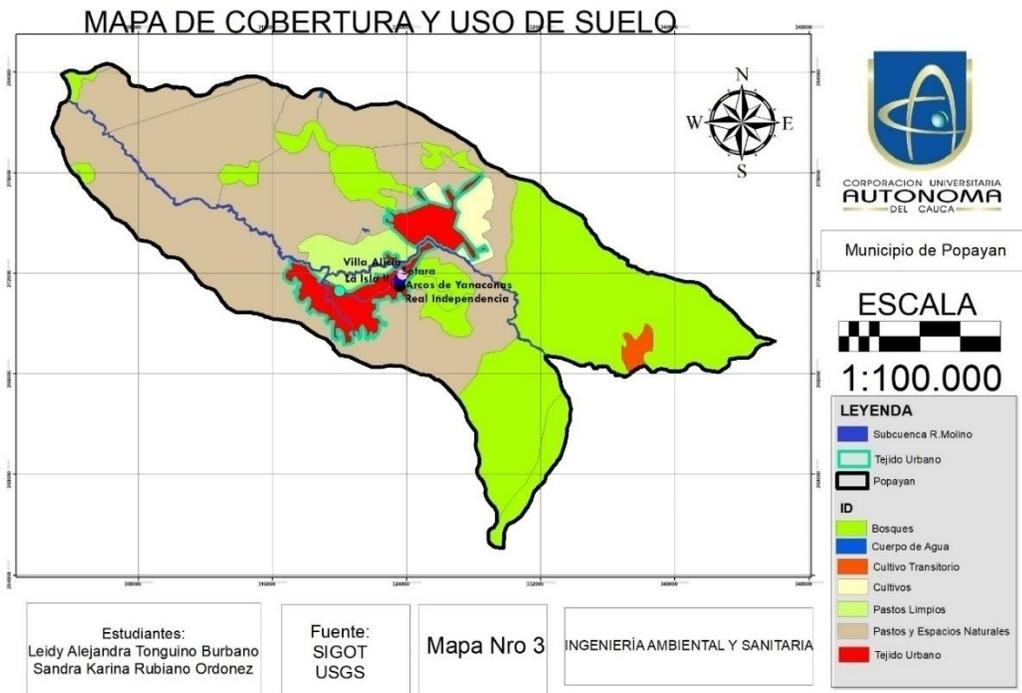 MAPA DE COBERTURA Y USO DE SUELO
N
W E
S
CORPORACION UNIVERSITARIA
AUTONOMA
DEL CAUCA
Municipio de Popayan
ESCALA
1:100.000
Villa Alicia
Sotara
La Isla II
Arcos de Yanaconas
Real Independencia
LEYENDA
Subcuenca R.Molino
Tejido Urbano
Popayan
ID
Bosques
Cuerpo de Agua
Cultivo Transitorio
Cultivos
Pastos Limpios
Pastos y Espacios Naturales
Tejido Urbano
Estudiantes:
Leidy Alejandra Tonguino Burbano
Sandra Karina Rubiano Ordonez
Fuente:
SIGOT
USGS
Mapa Nro 3
INGENIERÍA AMBIENTAL Y SANITARIA